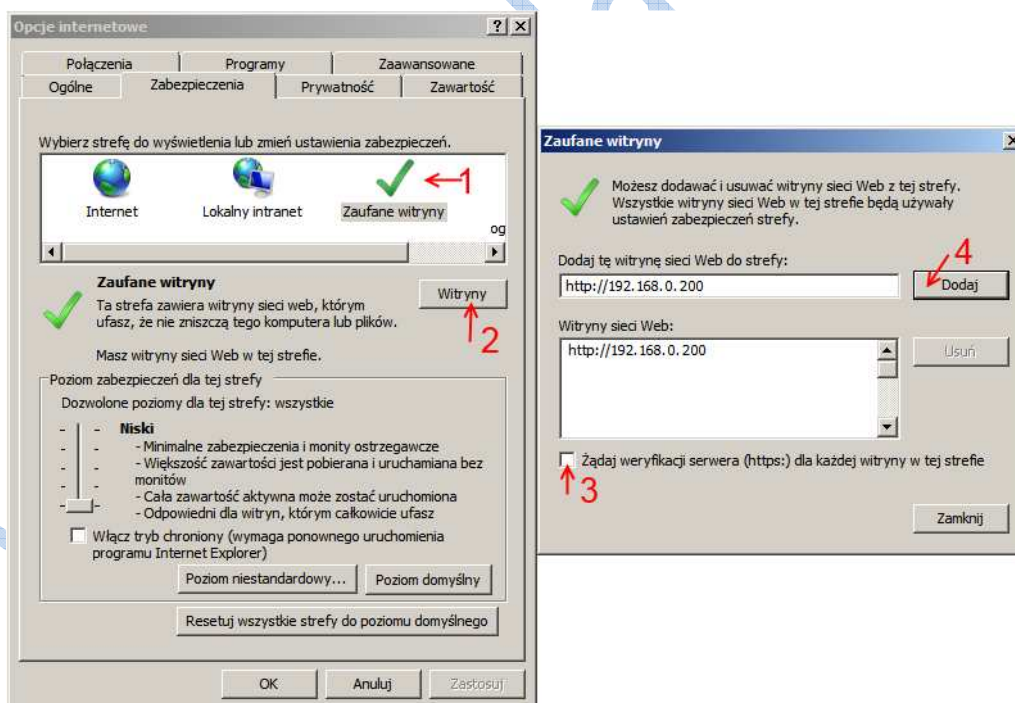 Opcje internetowe
Połączenia Programy Zaawansowane
Ogólne Zabezpieczenia Prywatność Zawartość
Wybierz strefę do wyświetlenia lub zmień ustawienia zabezpieczeń.
Internet Lokalny intranet Zaufane witryny
1
og
Zaufane witryny
Ta strefa zawiera witryny sieci web, którym
ufasz, że nie zniszczą tego komputera lub plików.
Masz witryny sieci Web w tej strefie.
Witryny
2
Poziom zabezpieczeń dla tej strefy
Dozwolone poziomy dla tej strefy: wszystkie
Niski
- Minimalne zabezpieczenia i monity ostrzegawcze
- Większość zawartości jest pobierana i uruchamiana bez
monitów
- Cała zawartość aktywna może zostać uruchomiona
- Odpowiedni dla witryn, którym całkowicie ufasz
Włącz tryb chroniony (wymaga ponownego uruchomienia
programu Internet Explorer)
Poziom niestandardowy... Poziom domyślny
Resetuj wszystkie strefy do poziomu domyślnego
OK Anuluj Zastosuj
Zaufane witryny
Możesz dodawać i usuwać witryny sieci Web z tej strefy.
Wszystkie witryny sieci Web w tej strefie będą używały
ustawień zabezpieczeń strefy.
Dodaj tę witrynę sieci Web do strefy:
4
http://192.168.0.200 Dodaj
Witryny sieci Web:
http://192.168.0.200 Usuń
Żądaj weryfikacji serwera (https:) dla każdej witryny w tej strefie
3
Zamknij